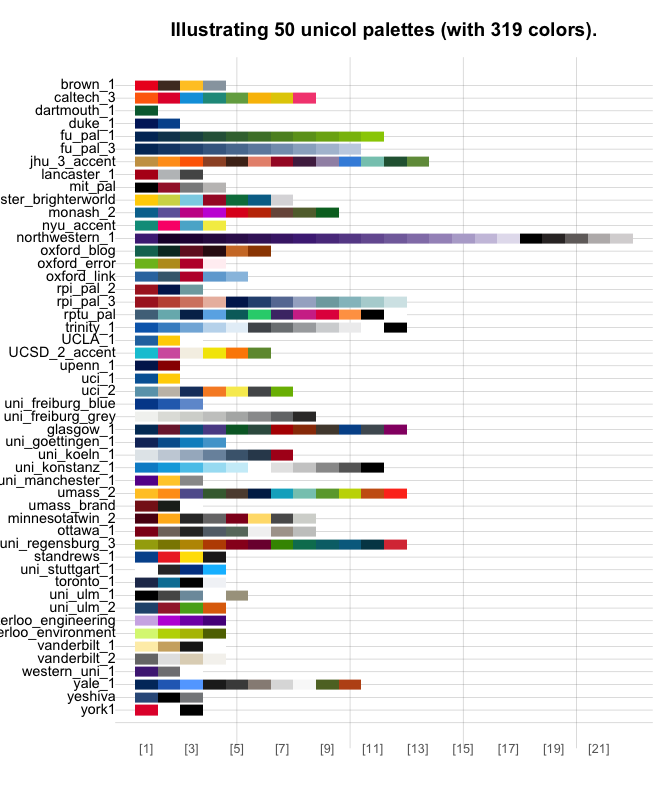 Illustrating 50 unicol palettes (with 319 colors).
brown_1
caltech_3
dartmouth_1
duke_1
fu_pal_1
fu_pal_3
jhu_3_accent
lancaster_1
mit_pal
ster_brighterworld
monash_2
nyu_accent
northwestern_1
oxford_blog
oxford_error
oxford_link
rpi_pal_2
rpi_pal_3
rptu_pal
trinity_1
UCLA_1
UCSD_2_accent
upenn_1
uci_1
uci_2
uni_freiburg_blue
uni_freiburg_grey
glasgow_1
uni_goettingen_1
uni_koeln_1
uni_konstanz_1
uni_manchester_1
umass_2
umass_brand
minnesotatwin_2
ottawa_1
uni_regensburg_3
standrews_1
uni_stuttgart_1
toronto_1
uni_ulm_1
uni_ulm_2
erloo_engineering
erloo_environment
vanderbilt_1
vanderbilt_2
western_uni_1
yale_1
yeshiva
york1
[1] [3] [5] [7] [9] [11] [13] [15] [17] [19] [21]